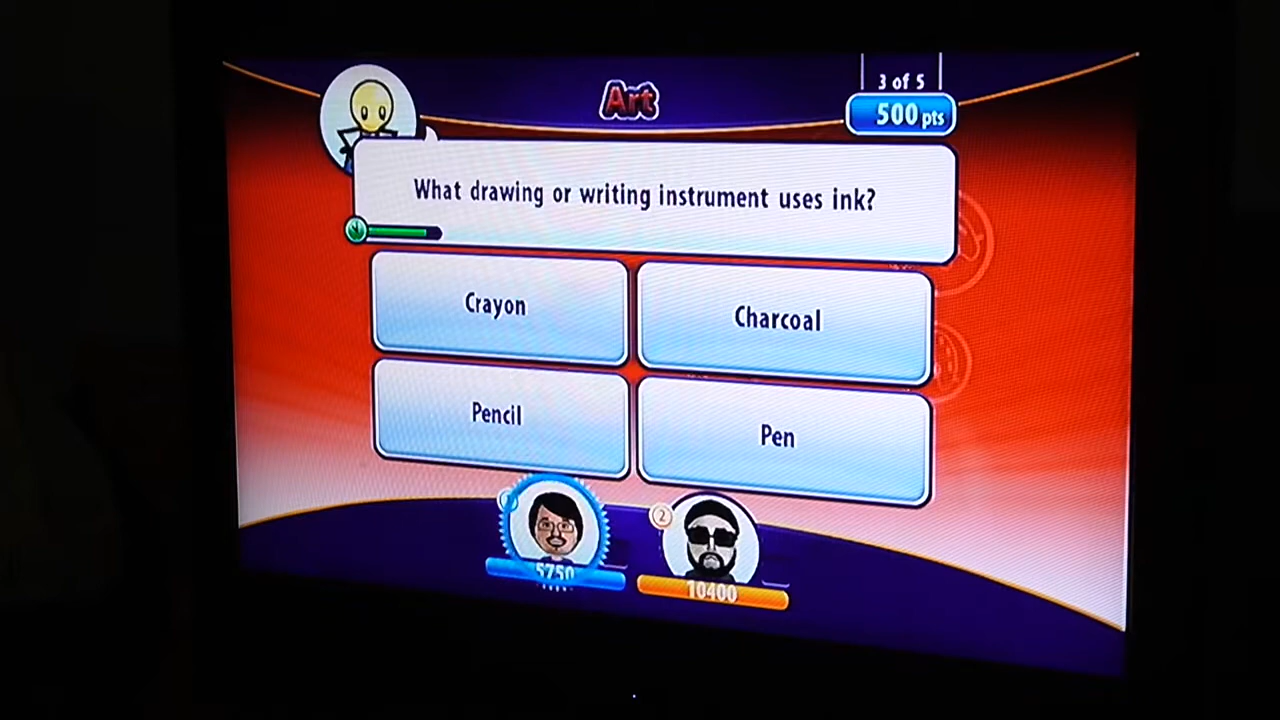 Art
3 of 5
500 pts
What drawing or writing instrument uses ink?
Crayon
Charcoal
Pencil
Pen
5750
2
10400